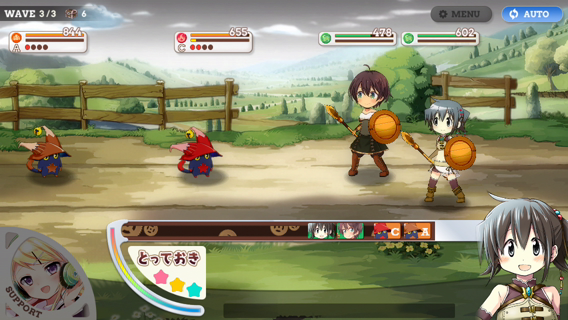 WAVE 3/3 6
MENU
AUTO
844
A
655
C
478
602
C
A
とっておき
SUPPORT